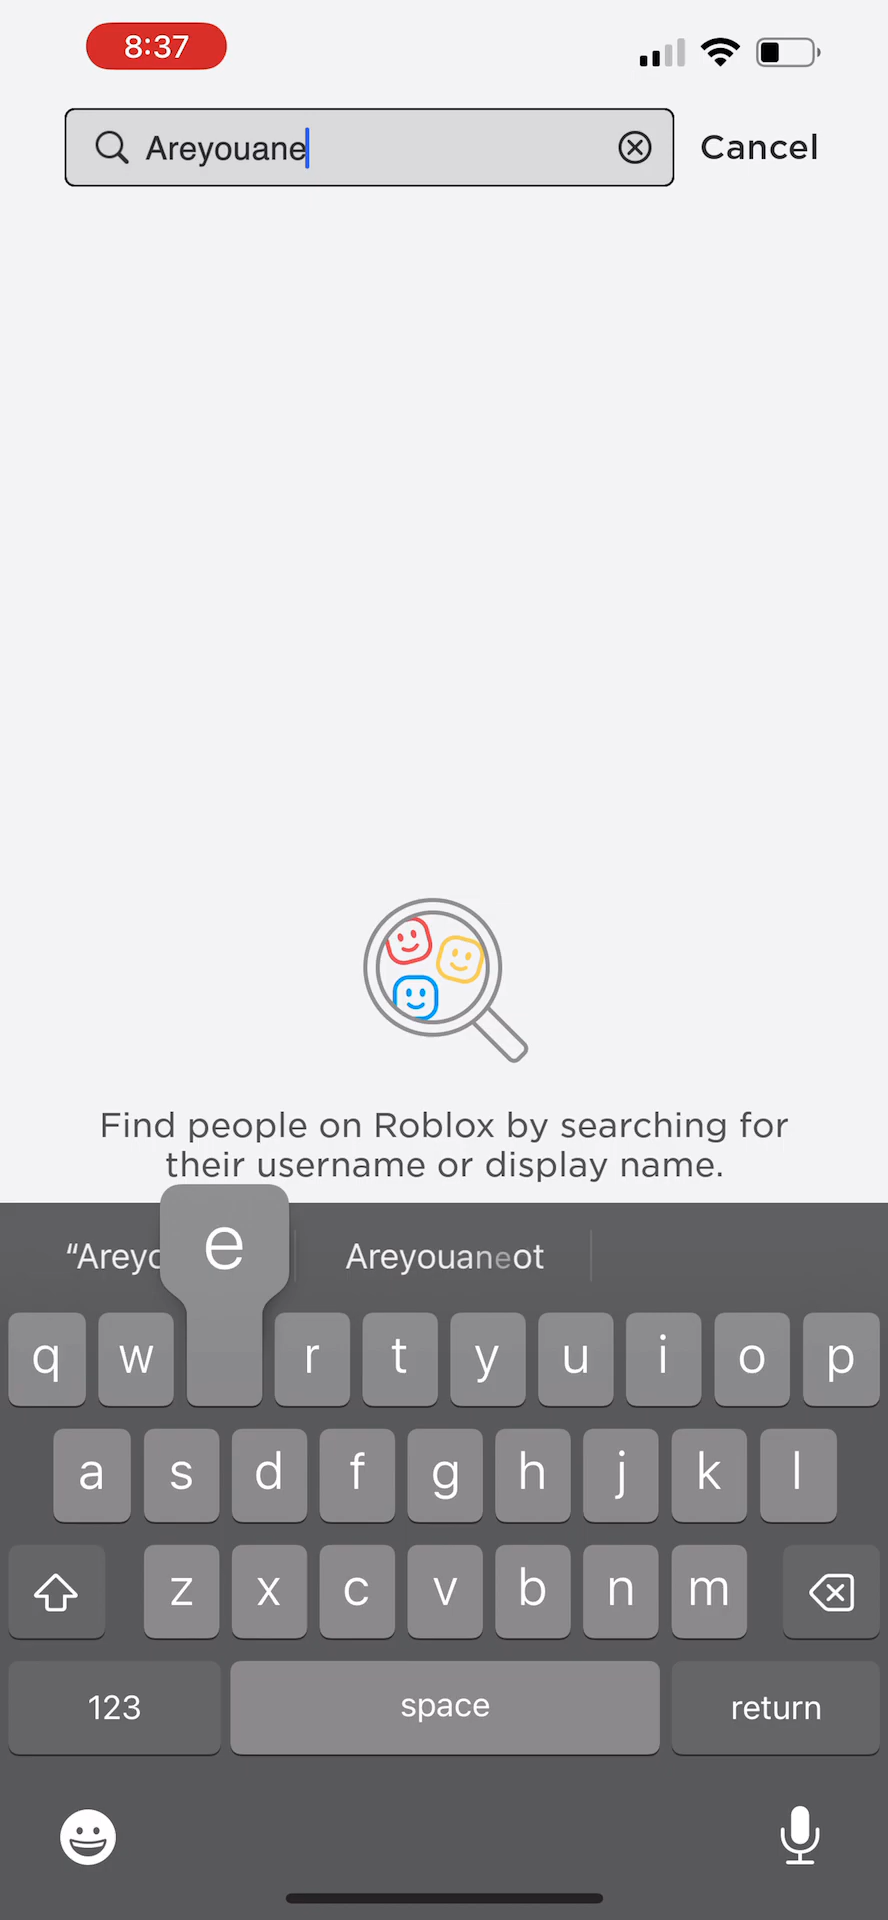 8:37
Areyouane
Cancel
Find people on Roblox by searching for
their username or display name.
e
Areyouaneot
q w r t y u i o p
a s d f g h j k l
z x c v b n m
123 space return